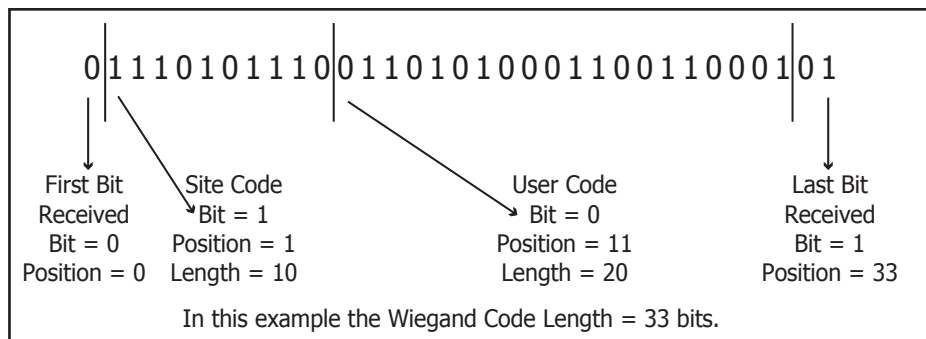 0 1 1 1 0 1 0 1 1 1 0 0 1 1 0 1 0 1 0 0 0 1 1 0 0 1 1 0 0 0 1 0 1
First Bit
Received
Bit = 0
Position = 0
Site Code
Bit = 1
Position = 1
Length = 10
User Code
Bit = 0
Position = 11
Length = 20
Last Bit
Received
Bit = 1
Position = 33
In this example the Wiegand Code Length = 33 bits.